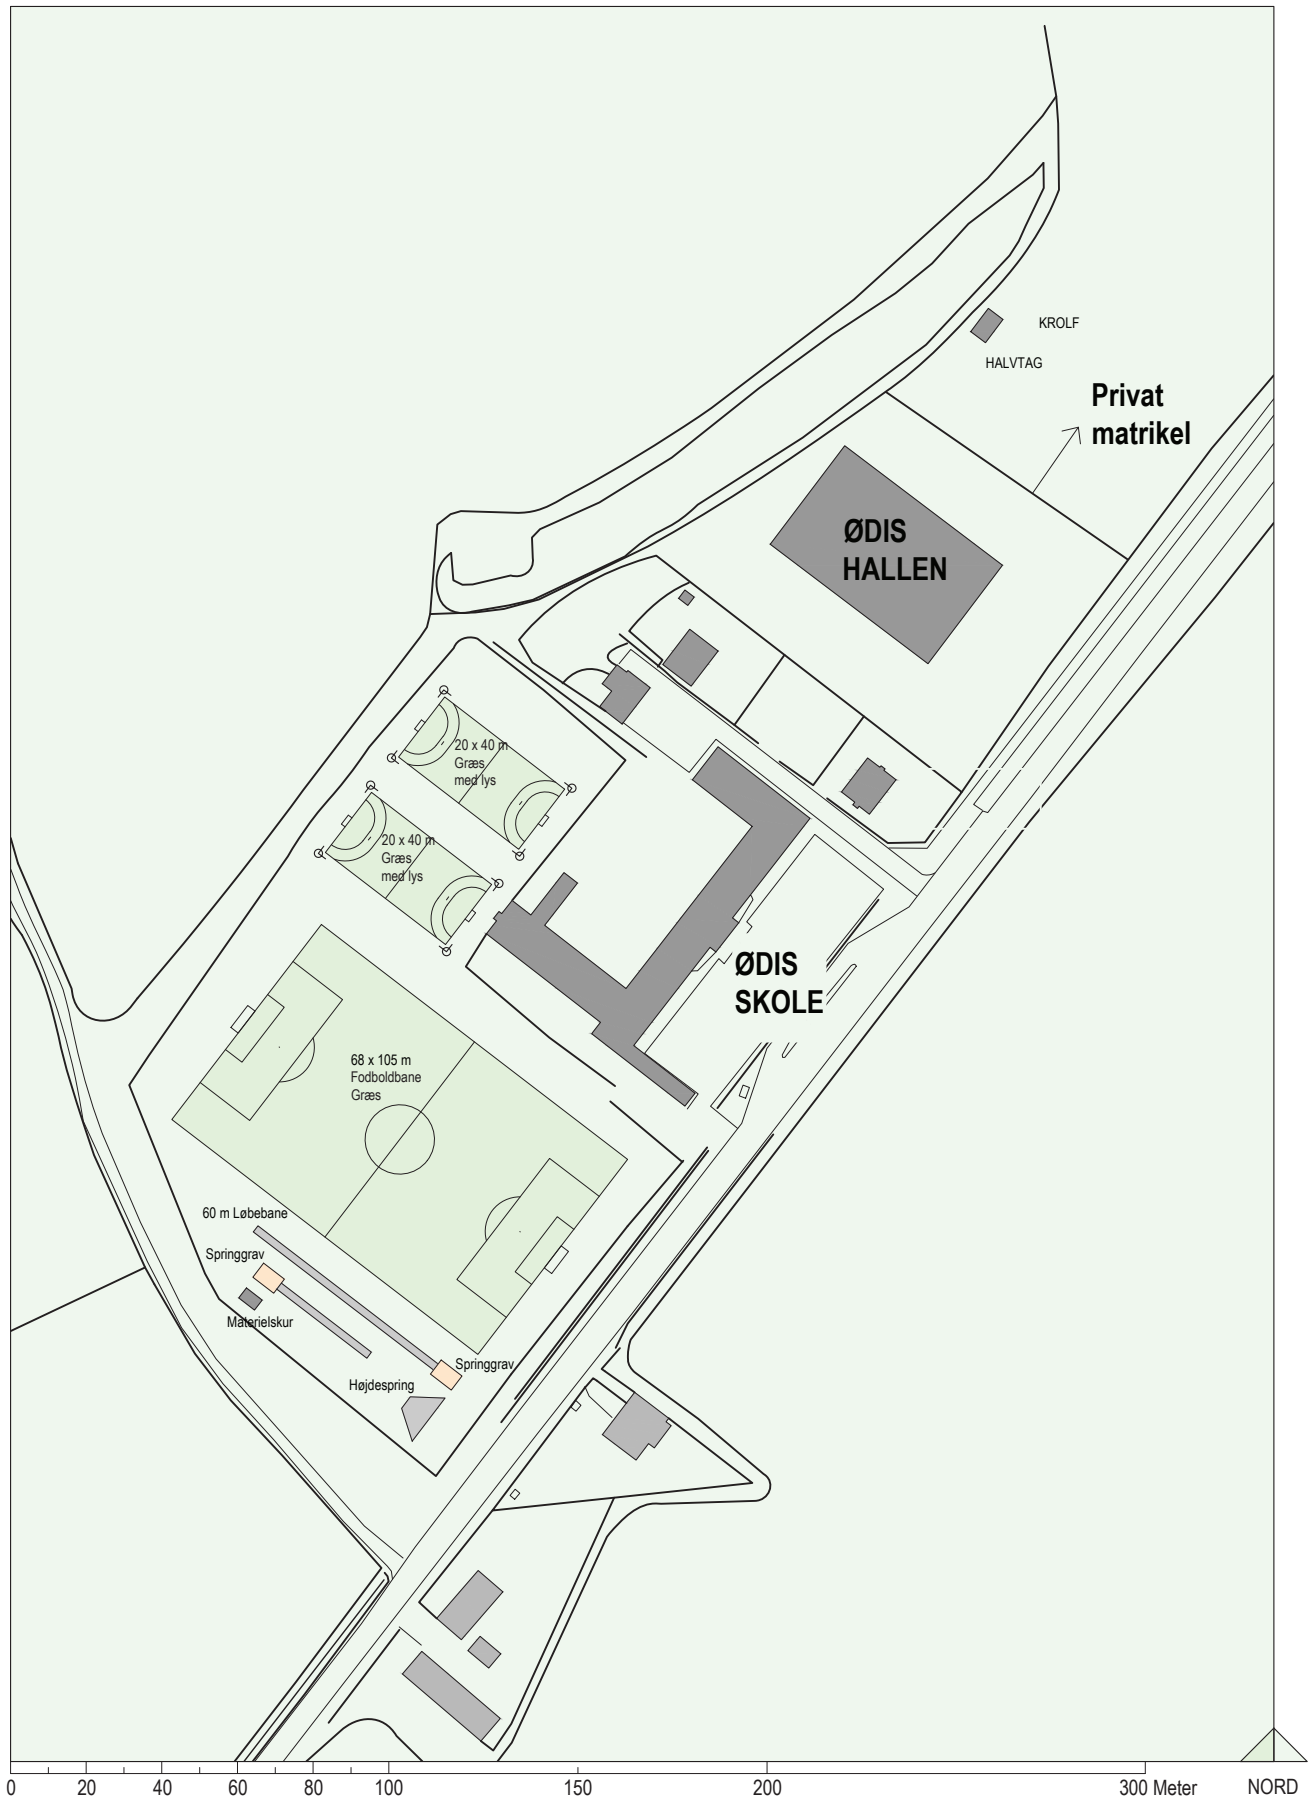 KROLF
HALVTAG
Privat
matrikel
ØDIS
HALLEN
20 x 40 m
Græs
med lys
20 x 40 m
Græs
med lys
ØDIS
SKOLE
68 x 105 m
Fodboldbane
Græs
60 m Løbebane
Springgrav
Materielskur
Springgrav
Højdespring
0 20 40 60 80 100 150 200 300 Meter NORD